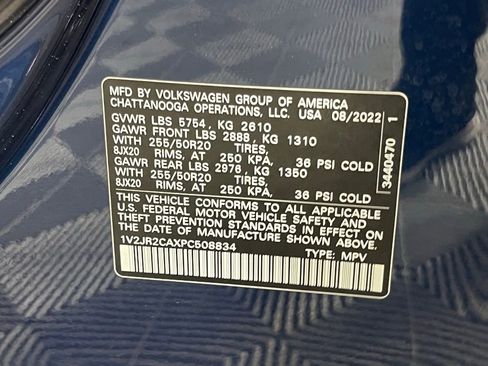 MFD BY VOLKSWAGEN GROUP OF AMERICA
CHATTANOOGA OPERATIONS, LLC. USA 08/2022
GVWR LBS 5754, KG 2610
GAWR FRONT LBS 2888, KG 1310
WITH 255/50R20 TIRES,
8JX20 RIMS, AT 250 KPA, 36 PSI COLD
GAWR REAR LBS 2976, KG 1350
WITH 255/50R20 TIRES,
8JX20 RIMS, AT 250 KPA, 36 PSI COLD
THIS VEHICLE CONFORMS TO ALL APPLICABLE
U.S. FEDERAL MOTOR VEHICLE SAFETY AND
THEFT PREVENTION STANDARDS IN EFFECT ON
THE DATE OF MANUFACTURE SHOWN ABOVE.
1V2JR2CAXPC508834
TYPE: MPV
3440470 1